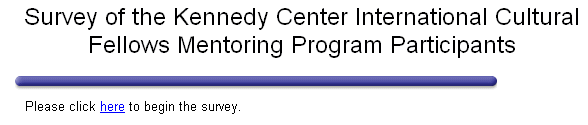 Survey of the Kennedy Center International Cultural
Fellows Mentoring Program Participants
Please click here to begin the survey.